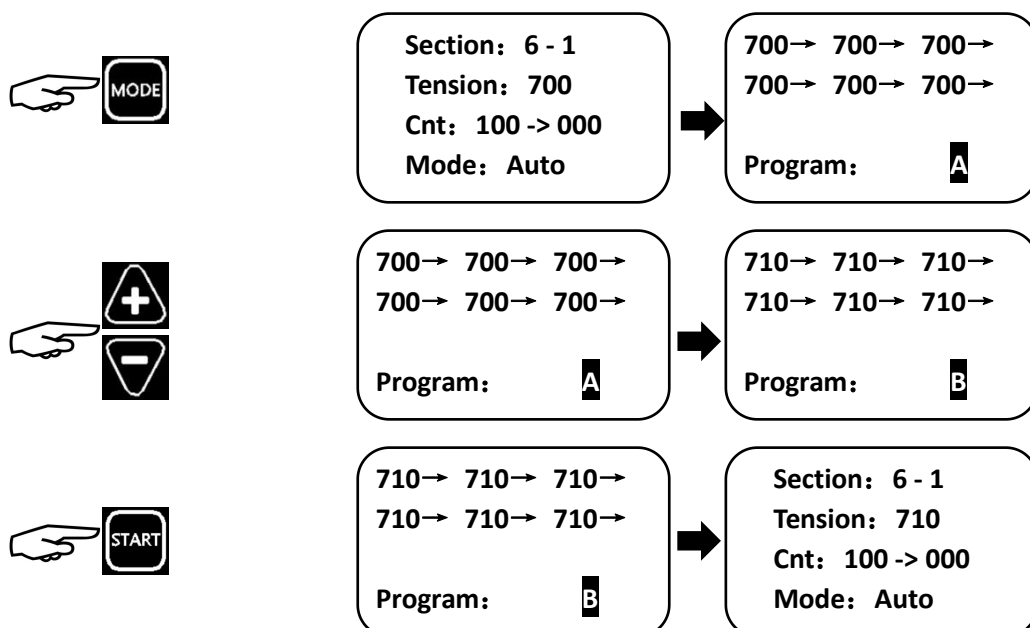 MODE
Section：6 - 1
Tension：700
Cnt：100 -> 000
Mode：Auto
700→ 700→ 700→
700→ 700→ 700→
Program： A
+
-
700→ 700→ 700→
700→ 700→ 700→
Program： A
710→ 710→ 710→
710→ 710→ 710→
Program： B
START
710→ 710→ 710→
710→ 710→ 710→
Program： B
Section：6 - 1
Tension：710
Cnt：100 -> 000
Mode：Auto